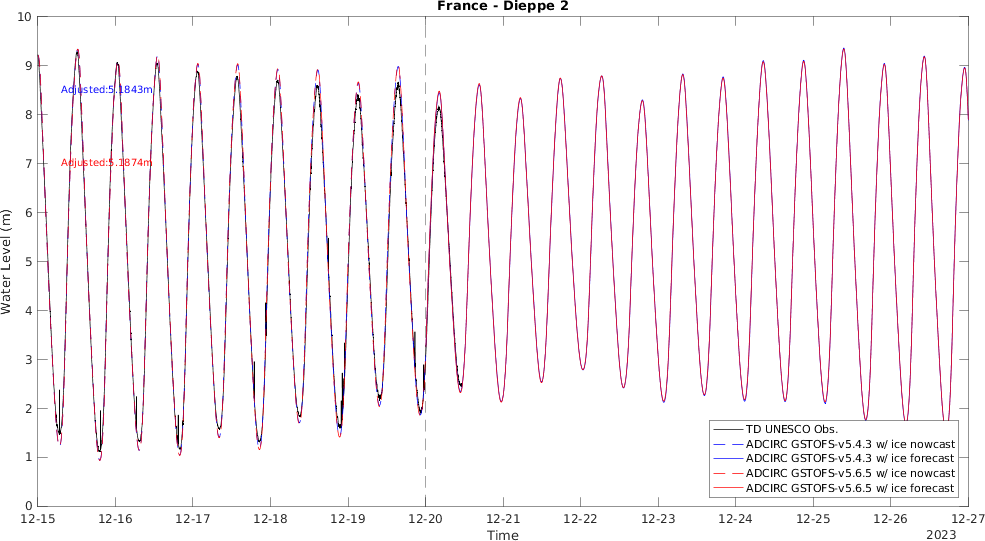 France - Dieppe 2
10
9
8
7
6
5
4
3
2
1
0
Water Level (m)
Adjusted:5.1843m
Adjusted:5.1874m
TD UNESCO Obs.
ADCIRC GSTOFS-v5.4.3 w/ ice nowcast
ADCIRC GSTOFS-v5.4.3 w/ ice forecast
ADCIRC GSTOFS-v5.6.5 w/ ice nowcast
ADCIRC GSTOFS-v5.6.5 w/ ice forecast
12-15 12-16 12-17 12-18 12-19 12-20 12-21 12-22 12-23 12-24 12-25 12-26 12-27
Time
2023